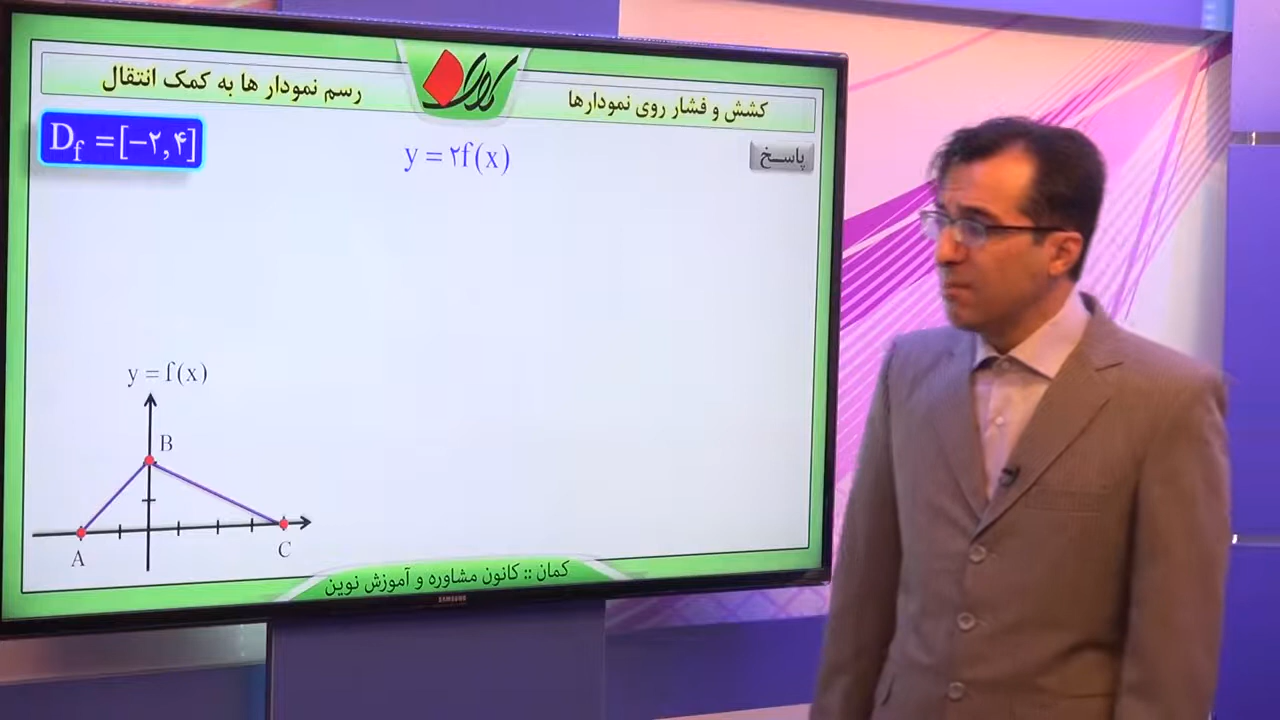 کشش و فشار روی نمودارها
رسم نمودار ها به کمک انتقال
پاسخ
y = ۲f(x)
D_f = [−۲,۴]
y = f(x)
B
A
C
کمان :: کانون مشاوره و آموزش نوین
SAMSUNG